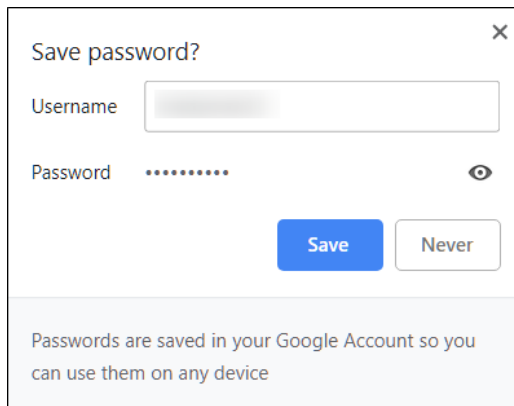 Save password?
Username
Password ••••••••••
Save Never
Passwords are saved in your Google Account so you
can use them on any device